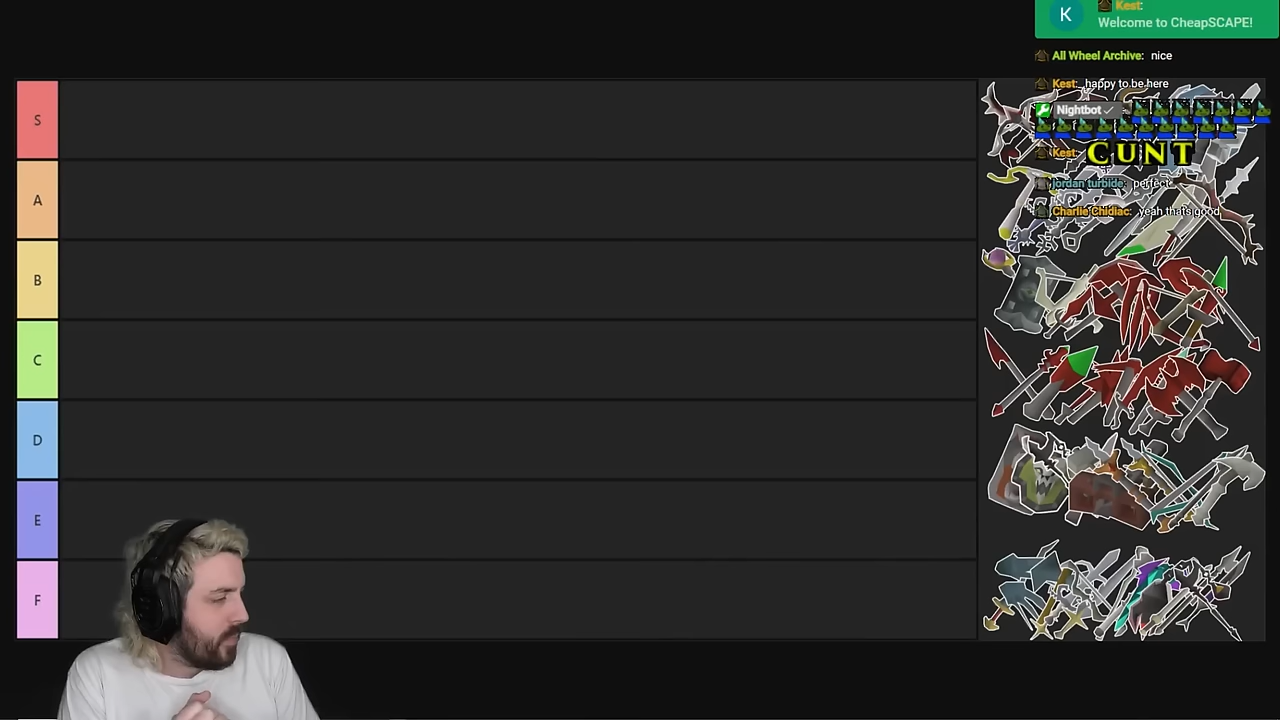 K
Kest:
Welcome to CheapSCAPE!
All Wheel Archive: nice
Kest: happy to be here
Nightbot
Kest: CUNT
jordan turbide: perfect
Charlie Chidiac: yeah thats good
S
A
B
C
D
E
F